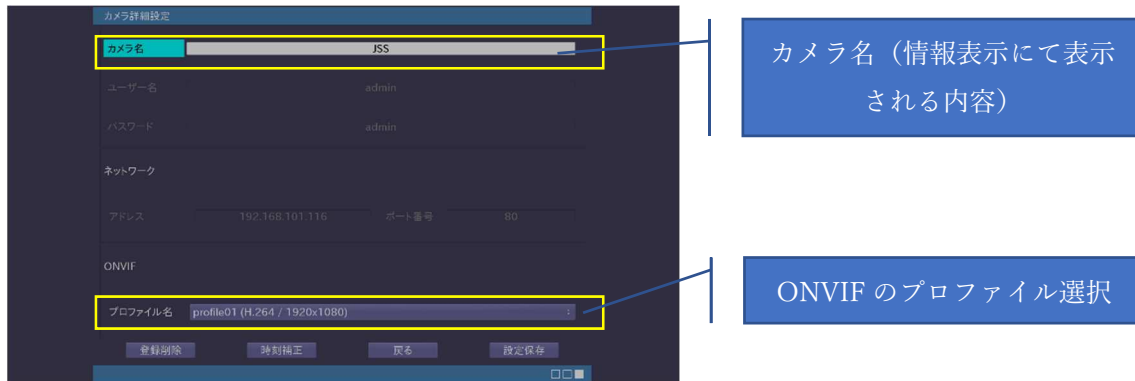 カメラ詳細設定
カメラ名 JSS
ユーザー名 admin
パスワード admin
ネットワーク
アドレス 192.168.101.116 ポート番号 80
ONVIF
プロファイル名 profile01 (H.264 / 1920x1080)
登録削除 時刻補正 戻る 設定保存
カメラ名（情報表示にて表示
される内容）
ONVIF のプロファイル選択